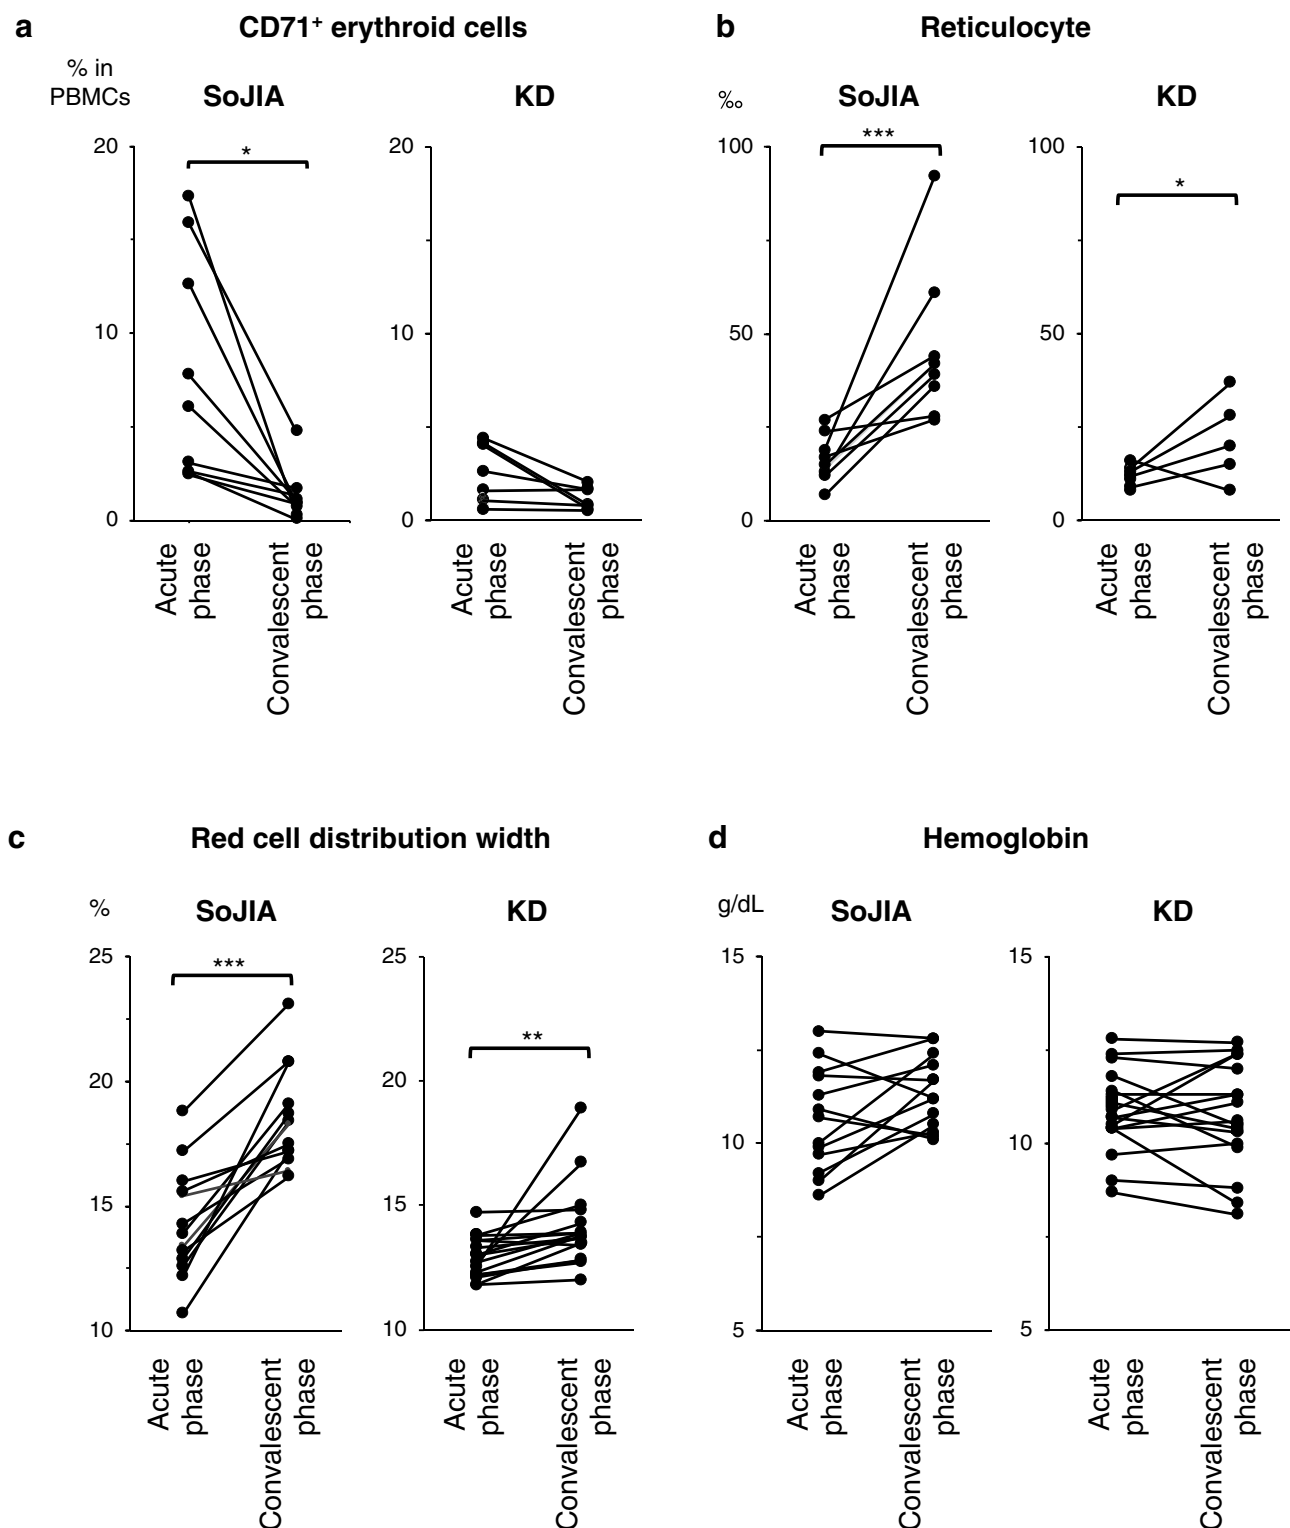 a
CD71+ erythroid cells
% in
PBMCs
SoJIA
KD
20
10
0
20
10
0
*
Acute
phase
Convalescent
phase
Acute
phase
Convalescent
phase
b
Reticulocyte
‰
SoJIA
KD
100
50
0
100
50
0
***
*
Acute
phase
Convalescent
phase
Acute
phase
Convalescent
phase
c
Red cell distribution width
%
SoJIA
KD
25
20
15
10
25
20
15
10
***
**
Acute
phase
Convalescent
phase
Acute
phase
Convalescent
phase
d
Hemoglobin
g/dL
SoJIA
KD
15
10
5
15
10
5
Acute
phase
Convalescent
phase
Acute
phase
Convalescent
phase